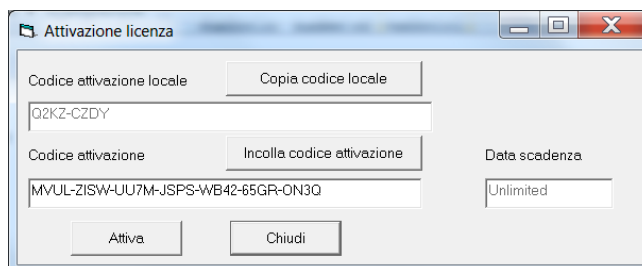 Attivazione licenza
Codice attivazione locale
Copia codice locale
Q2KZ-CZDY
Codice attivazione
Incolla codice attivazione
Data scadenza
MVUL-ZISW-UU7M-JSPS-WB42-65GR-ON3Q
Unlimited
Attiva
Chiudi